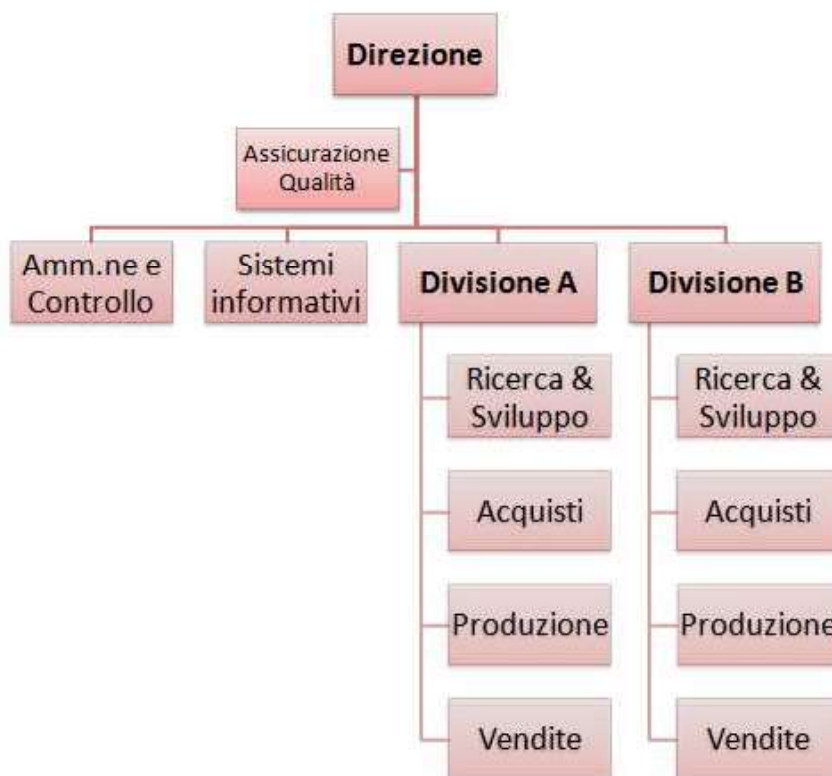 Direzione
Assicurazione
Qualità
Amm.ne e
Controllo
Sistemi
informativi
Divisione A
Divisione B
Ricerca &
Sviluppo
Ricerca &
Sviluppo
Acquisti
Acquisti
Produzione
Produzione
Vendite
Vendite